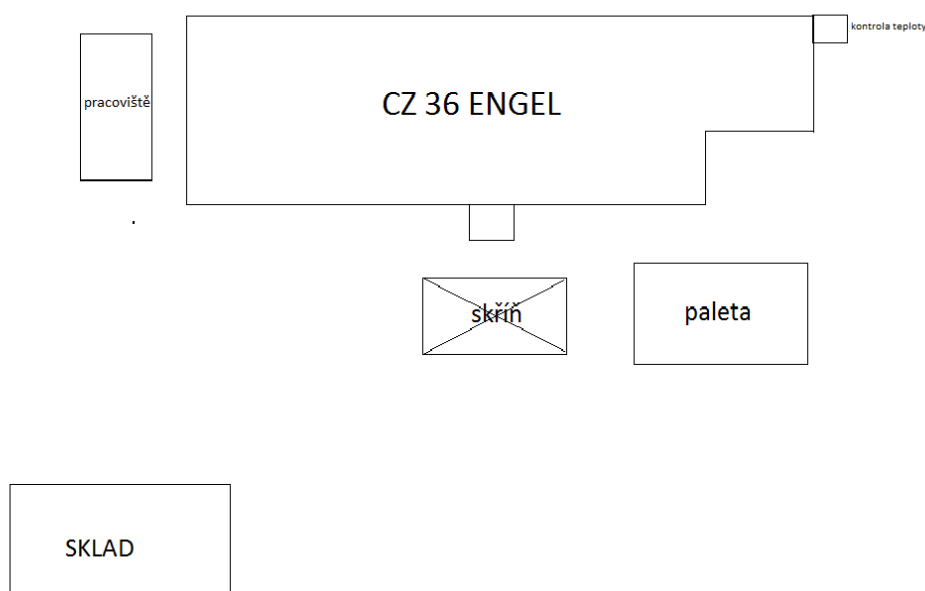 kontrola teploty
pracoviště
CZ 36 ENGEL
skříň
paleta
SKLAD